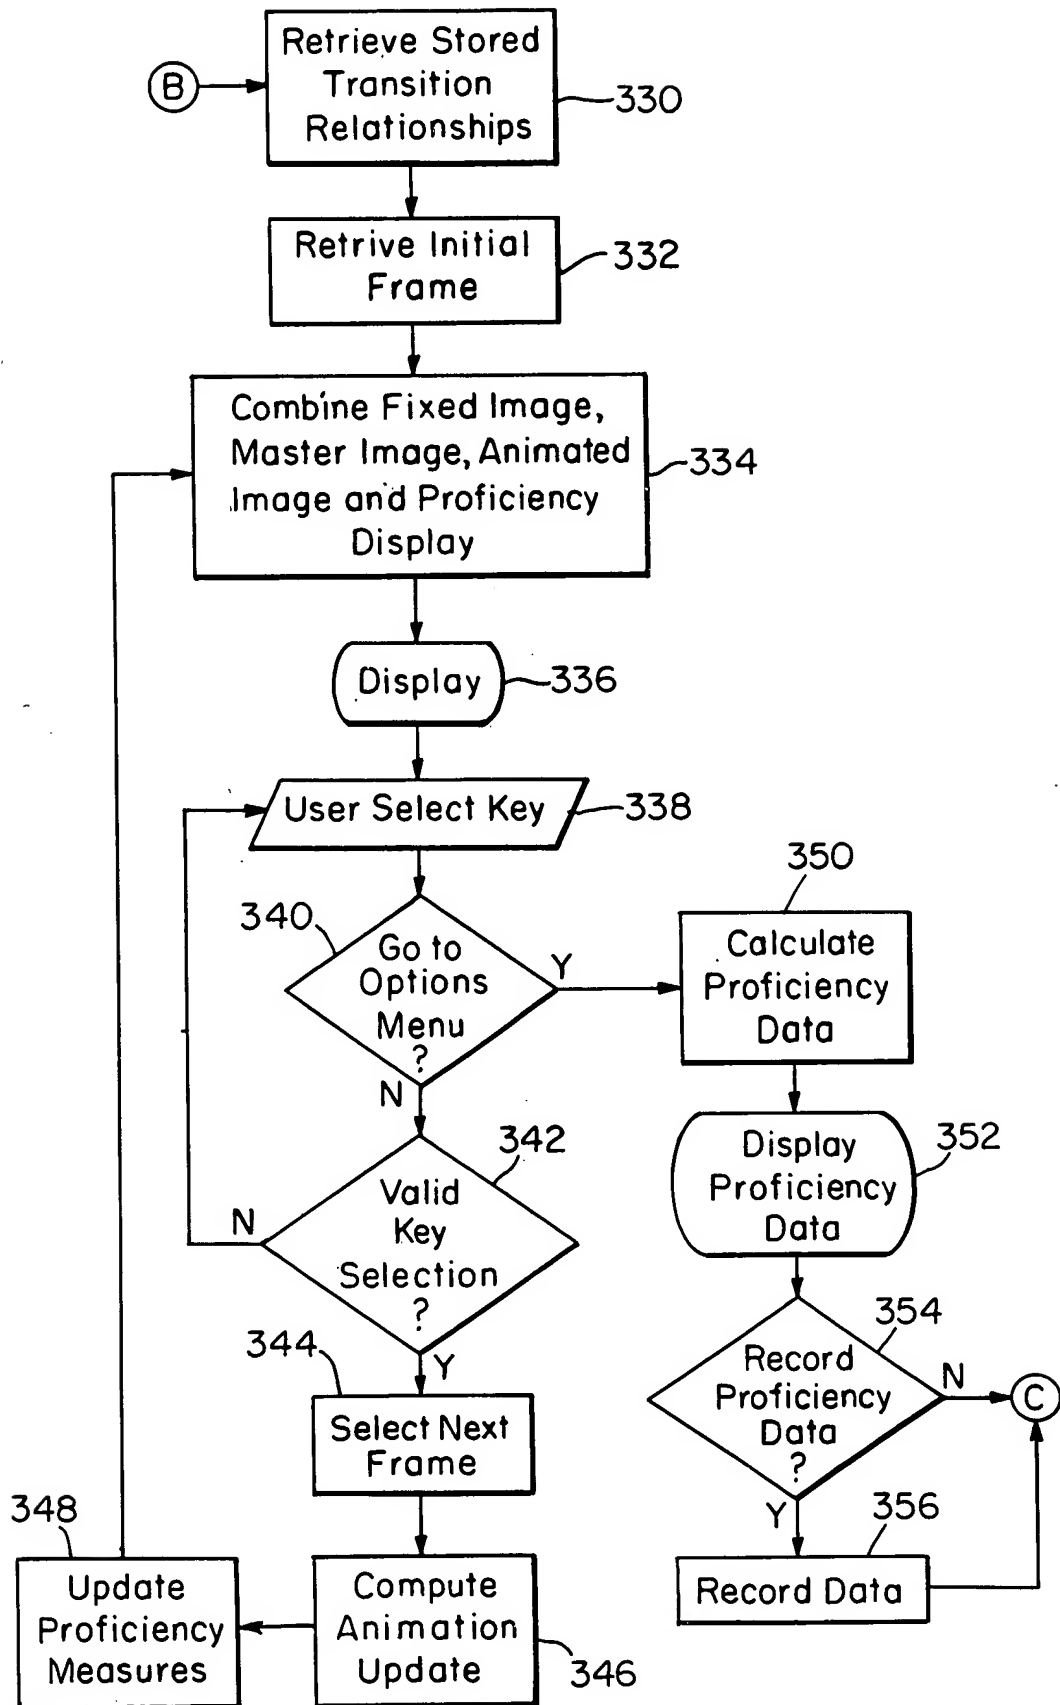 Retrieve Stored
Transition
Relationships
B
330
Retrive Initial
Frame
332
Combine Fixed Image,
Master Image, Animated
Image and Proficiency
Display
334
Display
336
User Select Key
338
340
Go to
Options
Menu
?
Y
N
350
Calculate
Proficiency
Data
342
Valid
Key
Selection
?
N
Y
Display
Proficiency
Data
352
344
Select Next
Frame
354
Record
Proficiency
Data
?
N
C
Y
348
Update
Proficiency
Measures
Compute
Animation
Update
346
356
Record Data